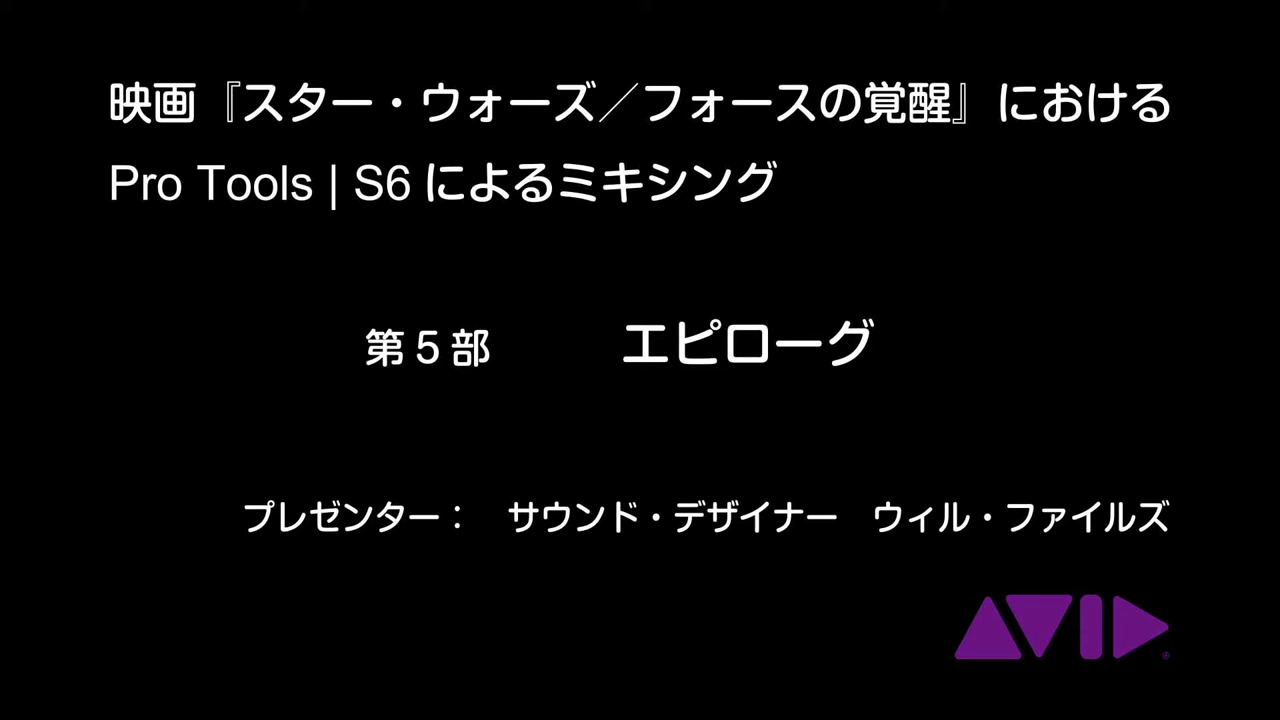 映画『スター・ウォーズ／フォースの覚醒』における
Pro Tools | S6 によるミキシング
第５部　エピローグ
プレゼンター：　サウンド・デザイナー　ウィル・ファイルズ
AVID